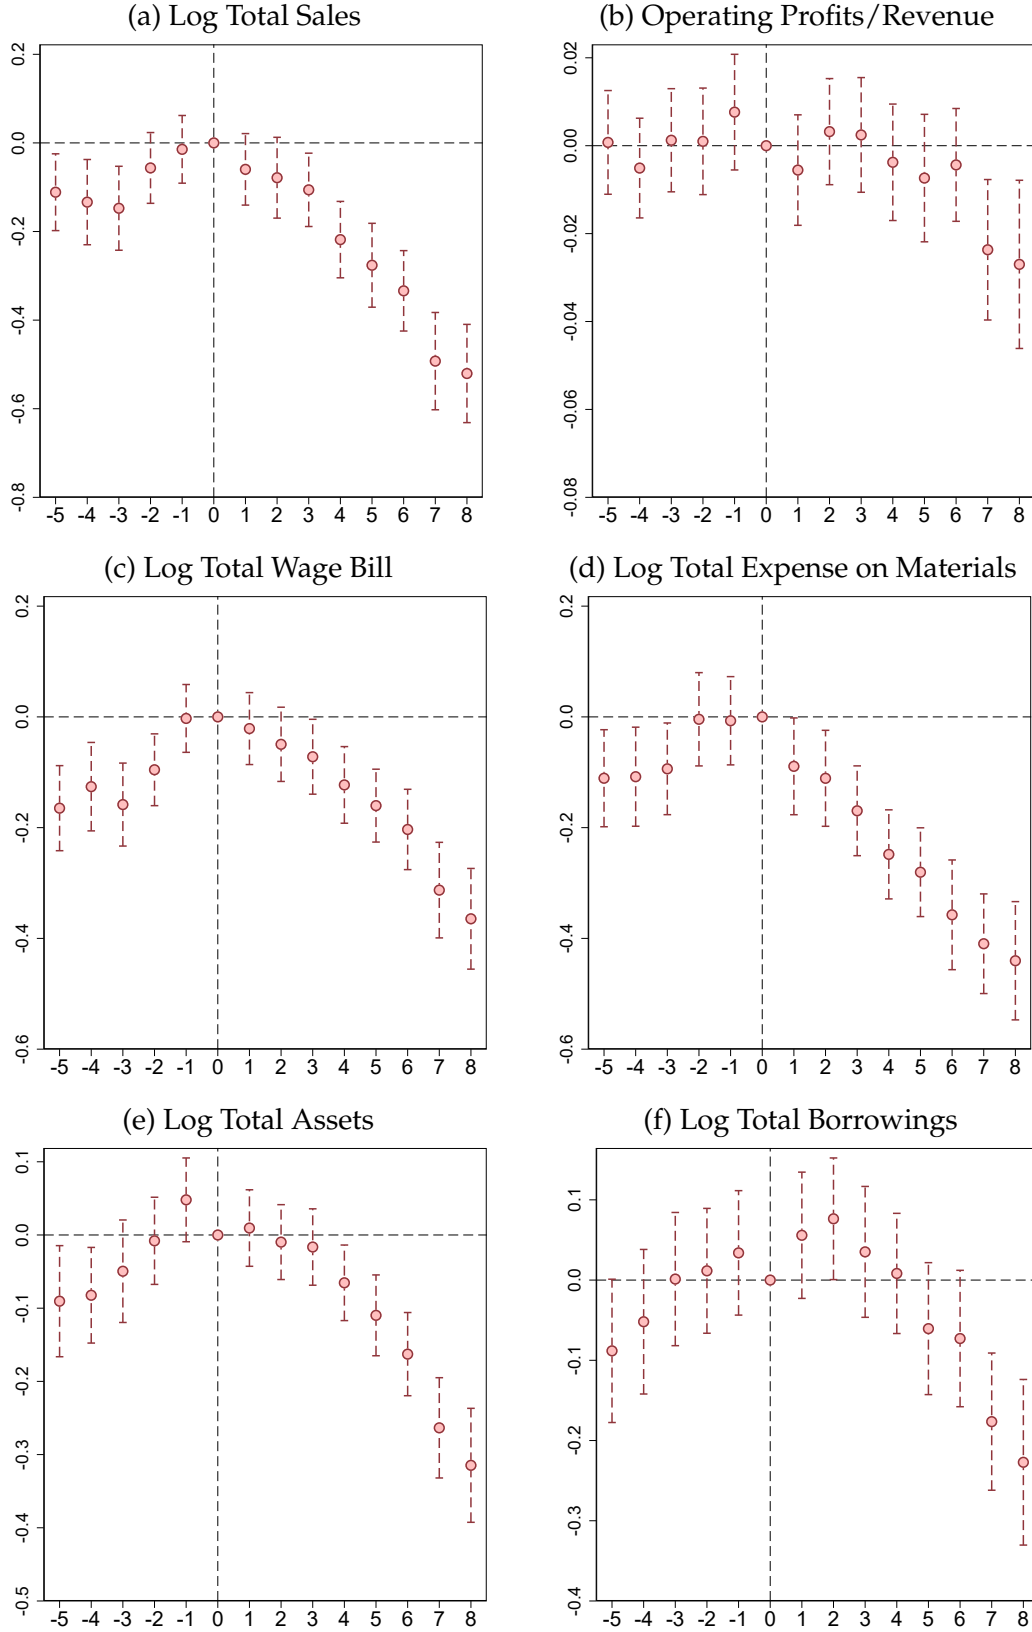 (a) Log Total Sales
0.2
0.0
-0.2
-0.4
-0.6
-0.8
-5 -4 -3 -2 -1 0 1 2 3 4 5 6 7 8
(b) Operating Profits/Revenue
0.02
0.00
-0.02
-0.04
-0.06
-0.08
-5 -4 -3 -2 -1 0 1 2 3 4 5 6 7 8
(c) Log Total Wage Bill
0.2
0.0
-0.2
-0.4
-0.6
-5 -4 -3 -2 -1 0 1 2 3 4 5 6 7 8
(d) Log Total Expense on Materials
0.2
0.0
-0.2
-0.4
-0.6
-5 -4 -3 -2 -1 0 1 2 3 4 5 6 7 8
(e) Log Total Assets
0.1
0.0
-0.1
-0.2
-0.3
-0.4
-0.5
-5 -4 -3 -2 -1 0 1 2 3 4 5 6 7 8
(f) Log Total Borrowings
0.1
0.0
-0.1
-0.2
-0.3
-0.4
-5 -4 -3 -2 -1 0 1 2 3 4 5 6 7 8